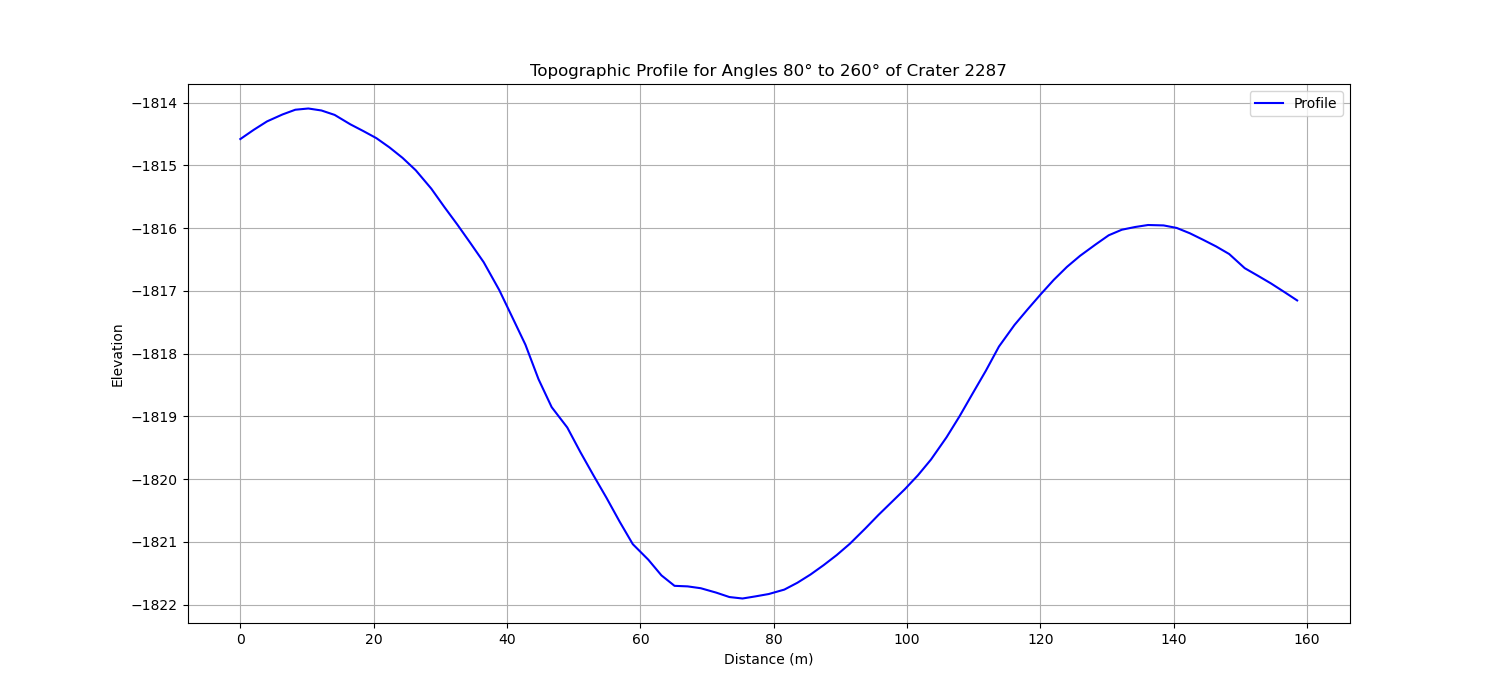 Topographic Profile for Angles 80° to 260° of Crater 2287
Profile
−1814
−1815
−1816
−1817
−1818
−1819
−1820
−1821
−1822
Elevation
0 20 40 60 80 100 120 140 160
Distance (m)